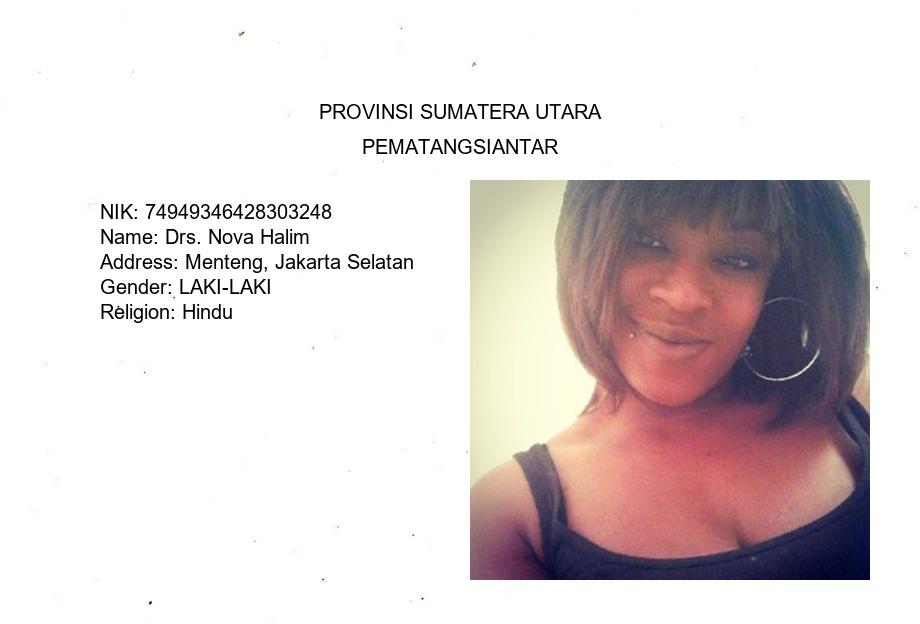 PROVINSI SUMATERA UTARA
PEMATANGSIANTAR
NIK: 74949346428303248
Name: Drs. Nova Halim
Address: Menteng, Jakarta Selatan
Gender: LAKI-LAKI
Religion: Hindu